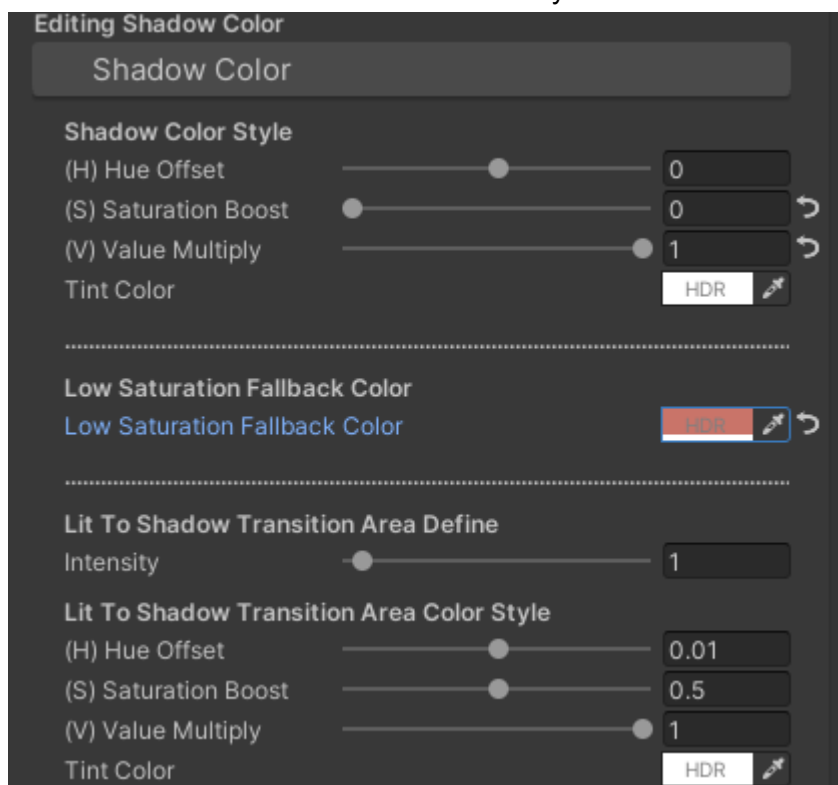 Editing Shadow Color
Shadow Color
Shadow Color Style
(H) Hue Offset 0
(S) Saturation Boost 0
(V) Value Multiply 1
Tint Color HDR
Low Saturation Fallback Color
Low Saturation Fallback Color HDR
Lit To Shadow Transition Area Define
Intensity 1
Lit To Shadow Transition Area Color Style
(H) Hue Offset 0.01
(S) Saturation Boost 0.5
(V) Value Multiply 1
Tint Color HDR